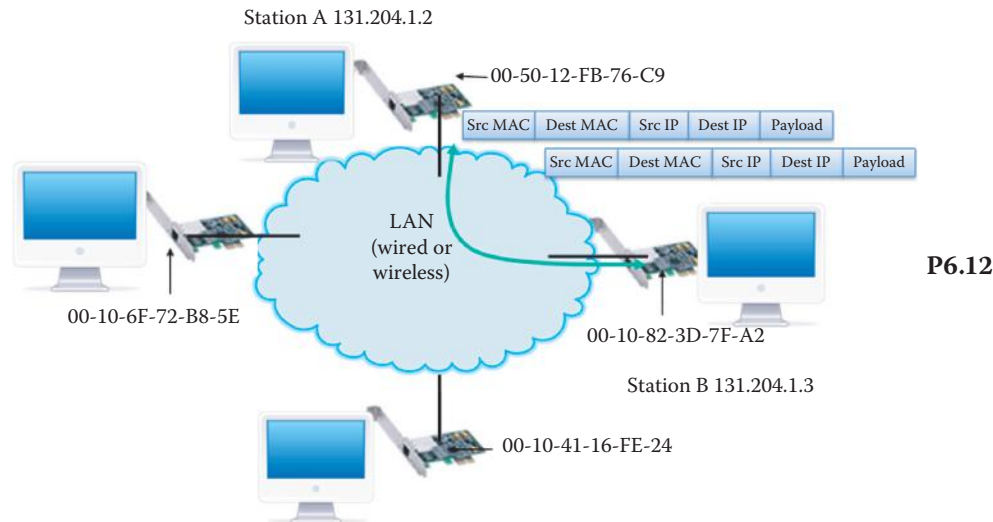 Station A 131.204.1.2
00-50-12-FB-76-C9
Src MAC Dest MAC Src IP Dest IP Payload
Src MAC Dest MAC Src IP Dest IP Payload
LAN
(wired or
wireless)
P6.12
00-10-6F-72-B8-5E
00-10-82-3D-7F-A2
Station B 131.204.1.3
00-10-41-16-FE-24